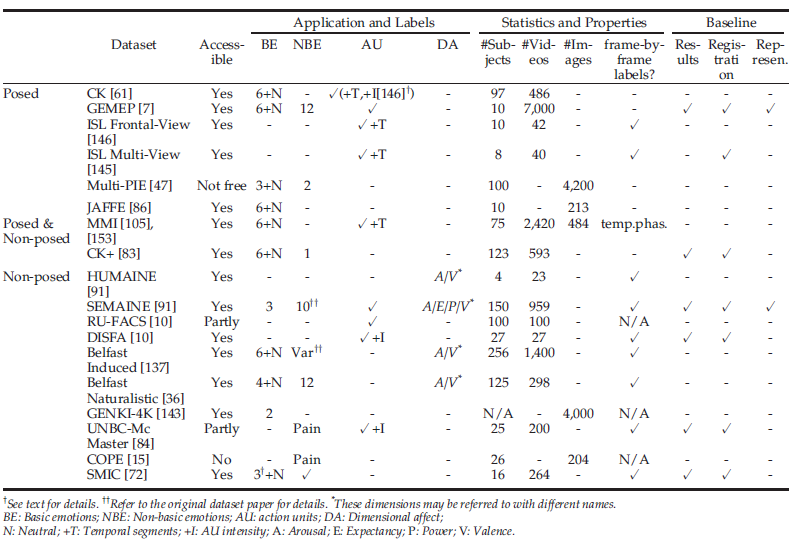 Application and Labels Statistics and Properties Baseline
Dataset Access- BE NBE AU DA #Sub- #Vid- #Im- frame-by- Res- Regis- Rep-
ible jects eos ages frame ults trati resen.
labels? on
Posed CK [61] Yes 6+N - ✓(+T,+I[146]†) - 97 486 - - - - -
GEMEP [7] Yes 6+N 12 ✓ - 10 7,000 - - ✓ ✓ ✓
ISL Frontal-View Yes - - ✓+T - 10 42 - ✓ - - -
[146]
ISL Multi-View Yes - - ✓+T - 8 40 - ✓ - ✓ -
[145]
Multi-PIE [47] Not free 3+N 2 - - 100 - 4,200 - - -
JAFFE [86] Yes 6+N - - - 10 - 213 - - - -
Posed & MMI [105], Yes 6+N ✓+T - 75 2,420 484 temp.phas. - - -
Non-posed [153]
CK+ [83] Yes 6+N 1 - - 123 593 - - ✓ ✓ -
Non-posed HUMAINE Yes - - - A/V* 4 23 - ✓ - - -
[91]
SEMAINE [91] Yes 3 10†† ✓ A/E/P/V* 150 959 - ✓ ✓ ✓ ✓
RU-FACS [10] Partly - - ✓ - 100 100 - N/A - - -
DISFA [10] Yes - - ✓+I - 27 27 - ✓ ✓ ✓ -
Belfast Yes 6+N Var†† - A/V* 256 1,400 - ✓ - - -
Induced [137]
Belfast Yes 4+N 12 - A/V* 125 298 - ✓ - - -
Naturalistic [36]
GENKI-4K [143] Yes 2 - - - N/A - 4,000 N/A - - -
UNBC-Mc Partly - Pain ✓+I - 25 200 - ✓ ✓ ✓ -
Master [84]
COPE [15] No - Pain - - 26 - 204 N/A - - -
SMIC [72] Yes 3†+N ✓ - - 16 264 - ✓ ✓ ✓ -
†See text for details. ††Refer to the original dataset paper for details. *These dimensions may be referred to with different names.
BE: Basic emotions; NBE: Non-basic emotions; AU: action units; DA: Dimensional affect;
N: Neutral; +T: Temporal segments; +I: AU intensity; A: Arousal; E: Expectancy; P: Power; V: Valence.